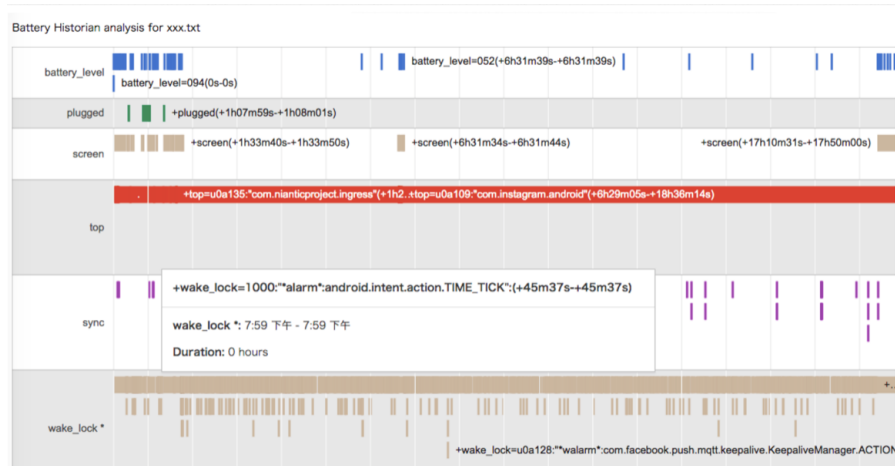 Battery Historian analysis for xxx.txt
battery_level
battery_level=052(+6h31m39s-+6h31m39s)
battery_level=094(0s-0s)
plugged
+plugged(+1h07m59s-+1h08m01s)
screen
+screen(+1h33m40s-+1h33m50s)
+screen(+6h31m34s-+6h31m44s)
+screen(+17h10m31s-+17h50m00s)
top
+top=u0a135:"com.nianticproject.ingress"(+1h2..
+top=u0a109:"com.instagram.android"(+6h29m05s-+18h36m14s)
sync
+wake_lock=1000:"*alarm*:android.intent.action.TIME_TICK":(+45m37s-+45m37s)
wake_lock *: 7:59 下午 - 7:59 下午
Duration: 0 hours
wake_lock *
+..
+wake_lock=u0a128:"*walarm*:com.facebook.push.mqtt.keepalive.KeepaliveManager.ACTION